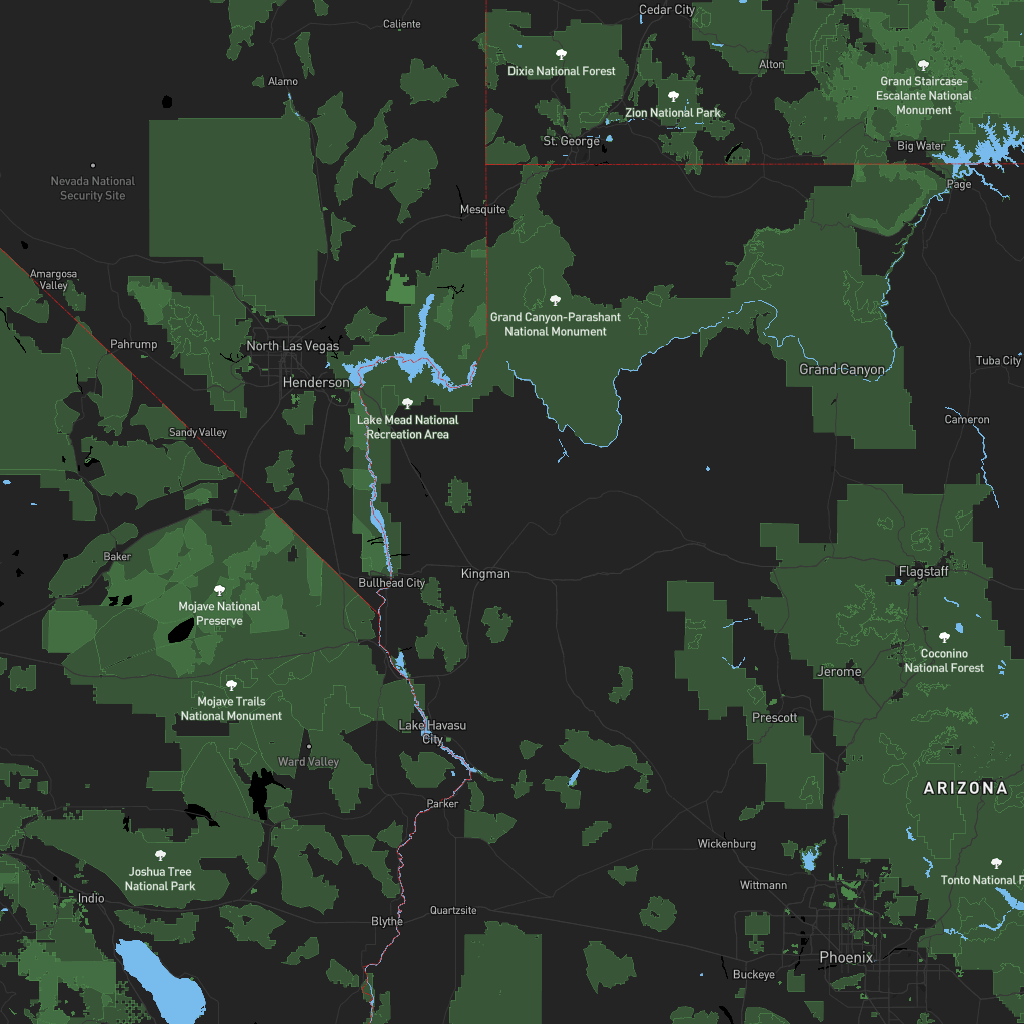 Cedar City
Caliente
Dixie National Forest
Alton
Grand Staircase-
Escalante National
Monument
Alamo
Zion National Park
St. George
Big Water
Nevada National
Security Site
Page
Mesquite
Amargosa
Valley
Grand Canyon-Parashant
National Monument
Pahrump
North Las Vegas
Henderson
Grand Canyon
Tuba City
Lake Mead National
Recreation Area
Cameron
Sandy Valley
Baker
Bullhead City
Kingman
Flagstaff
Mojave National
Preserve
Coconino
National Forest
Jerome
Mojave Trails
National Monument
Prescott
Lake Havasu
City
Ward Valley
ARIZONA
Parker
Wickenburg
Joshua Tree
National Park
Tonto National F
Wittmann
Indio
Quartzsite
Blythe
Phoenix
Buckeye